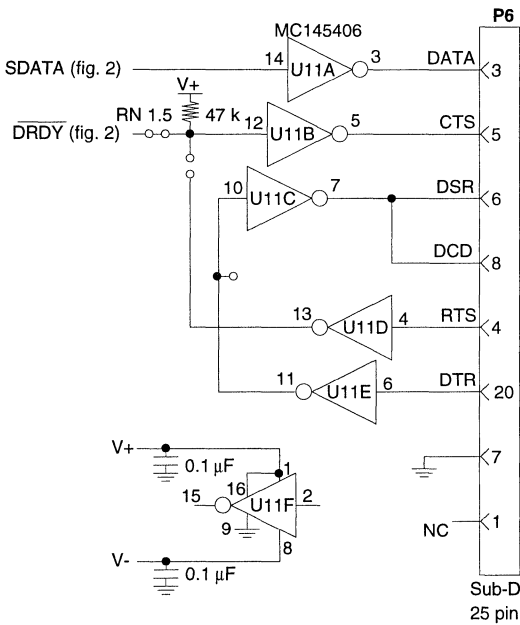 P6
MC145406
SDATA (fig. 2) 14 U11A 3 DATA 3
V+
RN 1.5 47 k
DRDY (fig. 2) 12 U11B 5 CTS 5
10 U11C 7 DSR 6
DCD 8
13 U11D 4 RTS 4
11 U11E 6 DTR 20
V+
0.1 µF
1
16
15 U11F 2
9
8
7
NC 1
V-
0.1 µF
Sub-D
25 pin